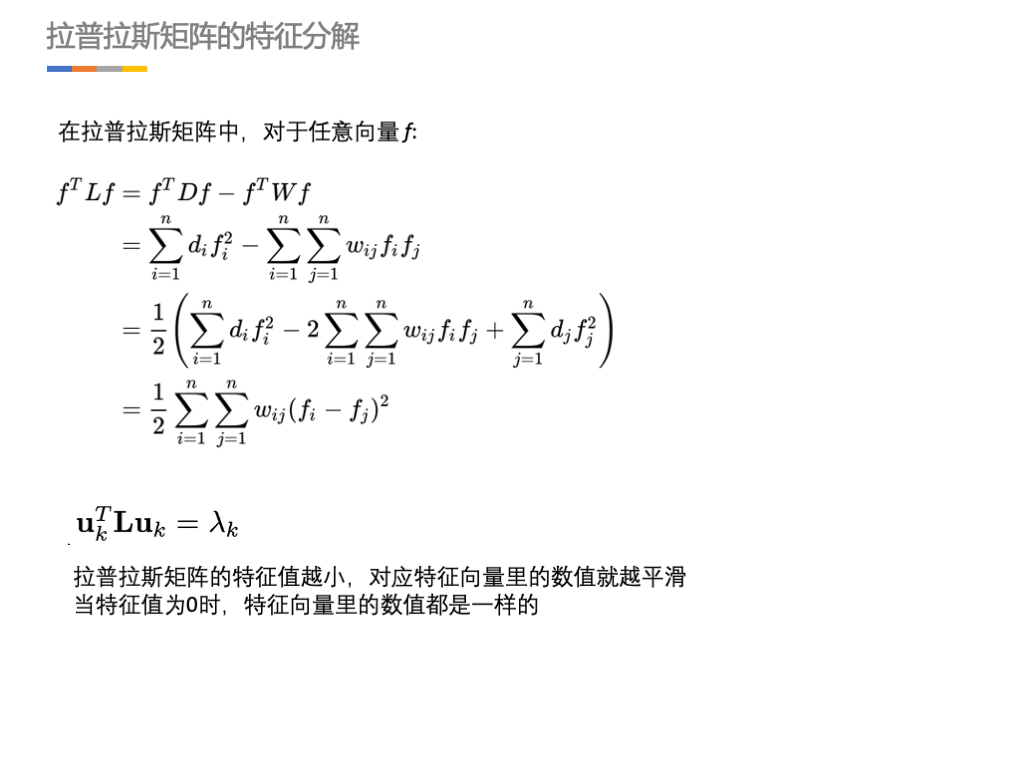 拉普拉斯矩阵的特征分解
在拉普拉斯矩阵中，对于任意向量f:
$f^T L f = f^T D f - f^T W f$
$= \sum_{i=1}^{n} d_i f_i^2 - \sum_{i=1}^{n} \sum_{j=1}^{n} w_{ij} f_i f_j$
$= \frac{1}{2} \left( \sum_{i=1}^{n} d_i f_i^2 - 2 \sum_{i=1}^{n} \sum_{j=1}^{n} w_{ij} f_i f_j + \sum_{j=1}^{n} d_j f_j^2 \right)$
$= \frac{1}{2} \sum_{i=1}^{n} \sum_{j=1}^{n} w_{ij} (f_i - f_j)^2$
$\mathbf{u}_k^T \mathbf{L} \mathbf{u}_k = \lambda_k$
拉普拉斯矩阵的特征值越小，对应特征向量里的数值就越平滑
当特征值为0时，特征向量里的数值都是一样的